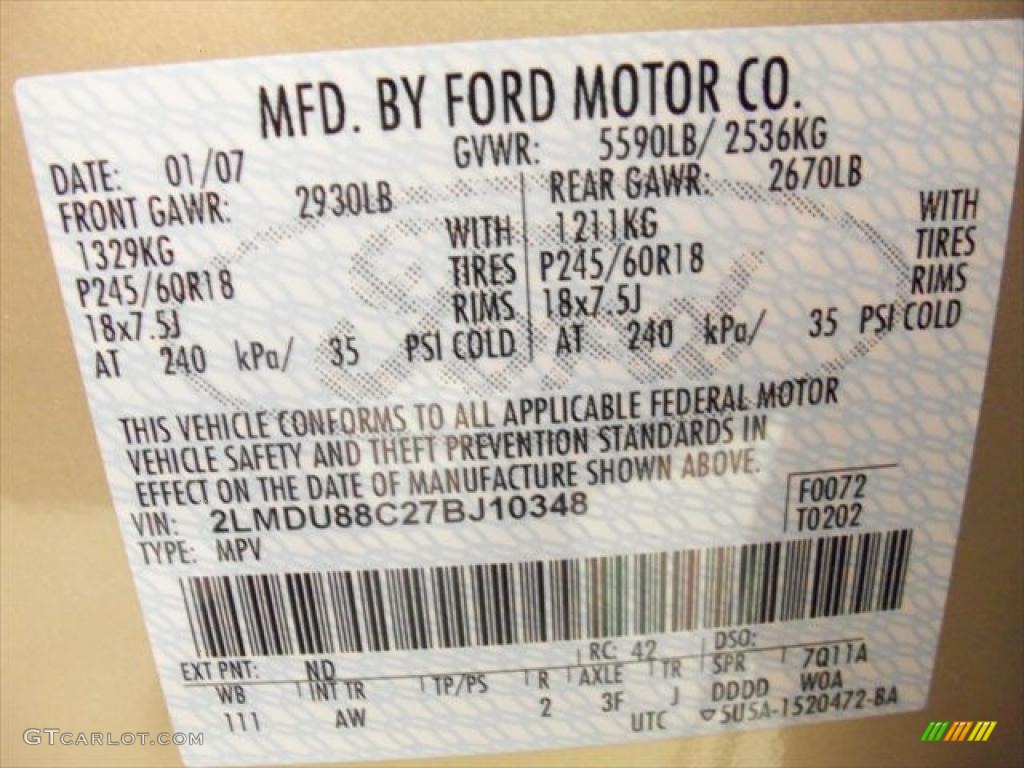 MFD. BY FORD MOTOR CO.
DATE: 01/07 GVWR: 5590LB/ 2536KG
FRONT GAWR: 2930LB REAR GAWR: 2670LB
1329KG WITH 1211KG WITH
P245/60R18 TIRES P245/60R18 TIRES
18x7.5J RIMS 18x7.5J RIMS
AT 240 kPa/ 35 PSI COLD AT 240 kPa/ 35 PSI COLD
THIS VEHICLE CONFORMS TO ALL APPLICABLE FEDERAL MOTOR
VEHICLE SAFETY AND THEFT PREVENTION STANDARDS IN
EFFECT ON THE DATE OF MANUFACTURE SHOWN ABOVE.
VIN: 2LMDU88C27BJ10348 F0072
TYPE: MPV T0202
EXT PNT: ND RC: 42 DSO:
WB INT TR TP/PS R AXLE TR SPR 7Q11A
111 AW 2 3F J DDDD W0A
UTC ▽5U5A-1520472-BA
Ford
GTCARLOT.COM